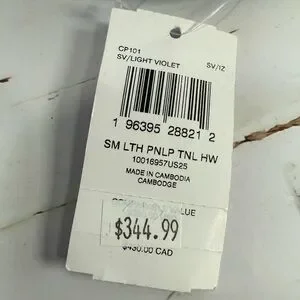 CP101
SV/LIGHT VIOLET SV/IZ
1 96395 28821 2
SM LTH PNLP TNL HW
10016957US25
MADE IN CAMBODIA
CAMBODGE
$344.99
$430.00 CAD